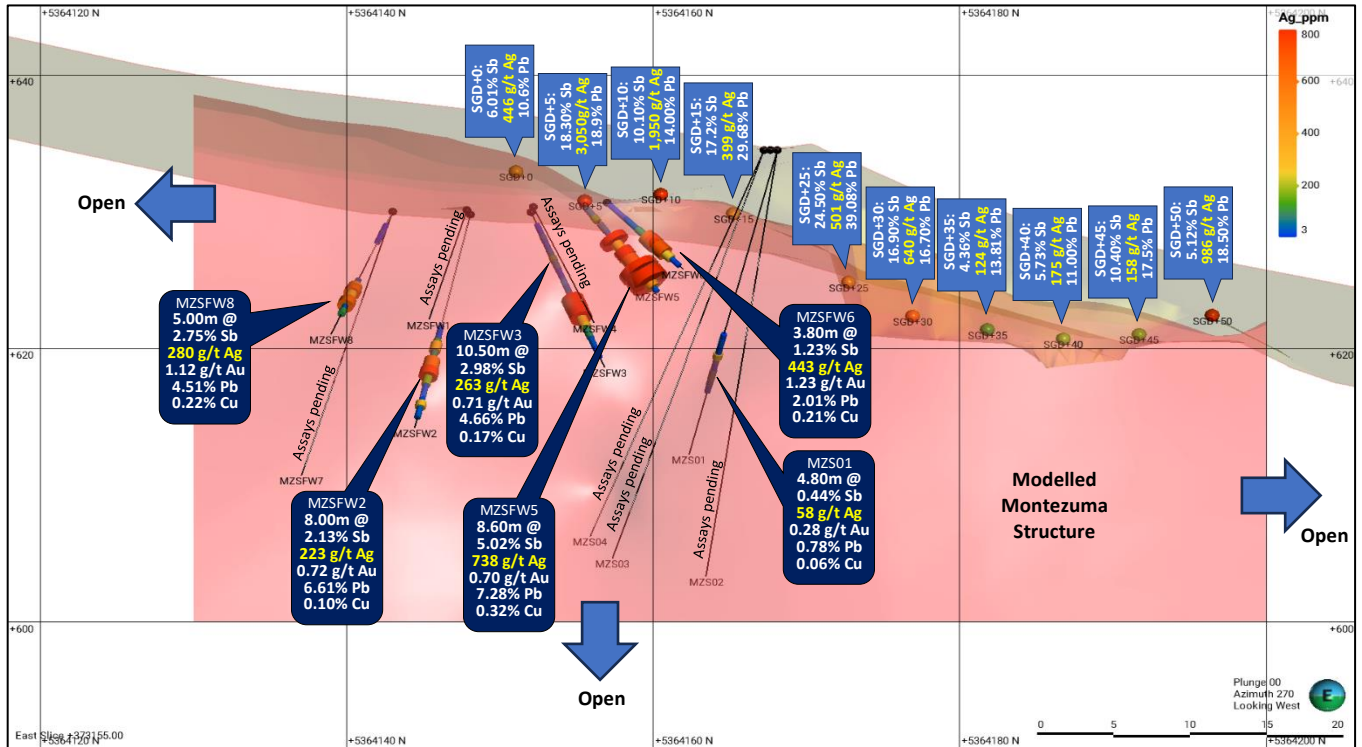 +5364120 N
+5364140 N
+5364160 N
+5364180 N
+5364200 N
Ag_ppm
800
600
400
200
3
+640
+640
SGD+0:
6.01% Sb
446 g/t Ag
10.6% Pb
SGD+5:
18.30% Sb
3,050g/t Ag
18.9% Pb
SGD+10:
10.10% Sb
1,950 g/t Ag
14.00% Pb
SGD+15:
17.2% Sb
399 g/t Ag
29.68% Pb
SGD+25:
24.50% Sb
501 g/t Ag
39.08% Pb
SGD+30:
16.90% Sb
640 g/t Ag
16.70% Pb
SGD+35:
4.36% Sb
124 g/t Ag
13.81% Pb
SGD+40:
5.73% Sb
175 g/t Ag
11.00% Pb
SGD+45:
10.40% Sb
158 g/t Ag
17.5% Pb
SGD+50:
5.12% Sb
986 g/t Ag
18.50% Pb
Open
SGD+0
SGD+5
SGD+10
SGD+15
SGD+25
SGD+30
SGD+35
SGD+40
SGD+45
SGD+50
Assays pending
Assays pending
MZSFW5
MZSFW8
MZSFW1
MZSFW4
MZSFW3
MZSFW2
+620
+620
MZSFW8
5.00m @
2.75% Sb
280 g/t Ag
1.12 g/t Au
4.51% Pb
0.22% Cu
MZSFW3
10.50m @
2.98% Sb
263 g/t Ag
0.71 g/t Au
4.66% Pb
0.17% Cu
MZSFW6
3.80m @
1.23% Sb
443 g/t Ag
1.23 g/t Au
2.01% Pb
0.21% Cu
Assays pending
MZSFW7
Assays pending
Assays pending
Assays pending
MZS01
MZS04
MZS03
MZS02
MZS01
4.80m @
0.44% Sb
58 g/t Ag
0.28 g/t Au
0.78% Pb
0.06% Cu
MZSFW2
8.00m @
2.13% Sb
223 g/t Ag
0.72 g/t Au
6.61% Pb
0.10% Cu
MZSFW5
8.60m @
5.02% Sb
738 g/t Ag
0.70 g/t Au
7.28% Pb
0.32% Cu
Modelled
Montezuma
Structure
Open
+600
+600
Open
Plunge 00
Azimuth 270
Looking West
E
0
5
10
15
20
East Slice +373155.00
+5364120 N
+5364140 N
+5364160 N
+5364180 N
+5364200 N